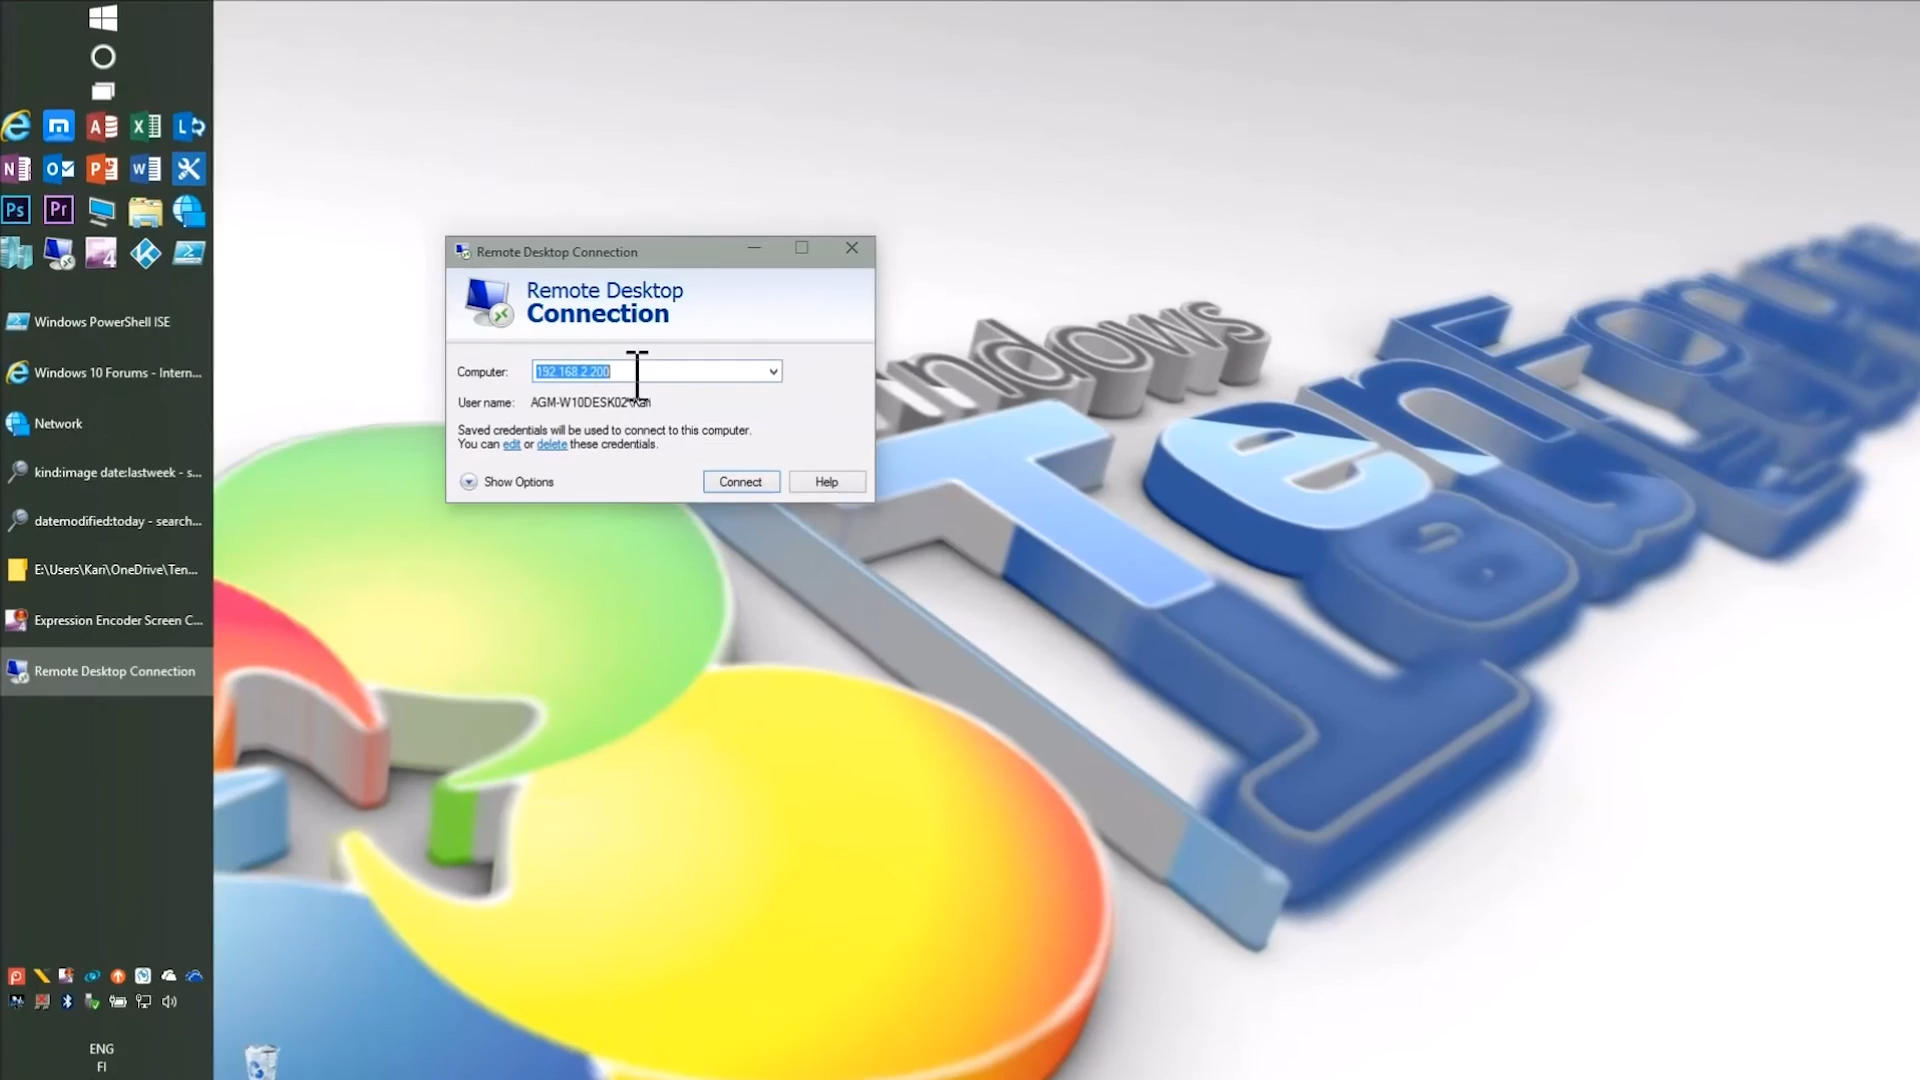 Windows PowerShell ISE
Windows 10 Forums - Intern...
Network
kind:image date:lastweek - s...
datemodified:today - search...
E:\Users\Kari\OneDrive\Ten...
Expression Encoder Screen C...
Remote Desktop Connection
ENG
FI
Remote Desktop Connection
Remote Desktop
Connection
Computer: 192.168.2.200
User name: AGM-W10DESK02\Kari
Saved credentials will be used to connect to this computer.
You can edit or delete these credentials.
Show Options
Connect
Help
indows
TenForums